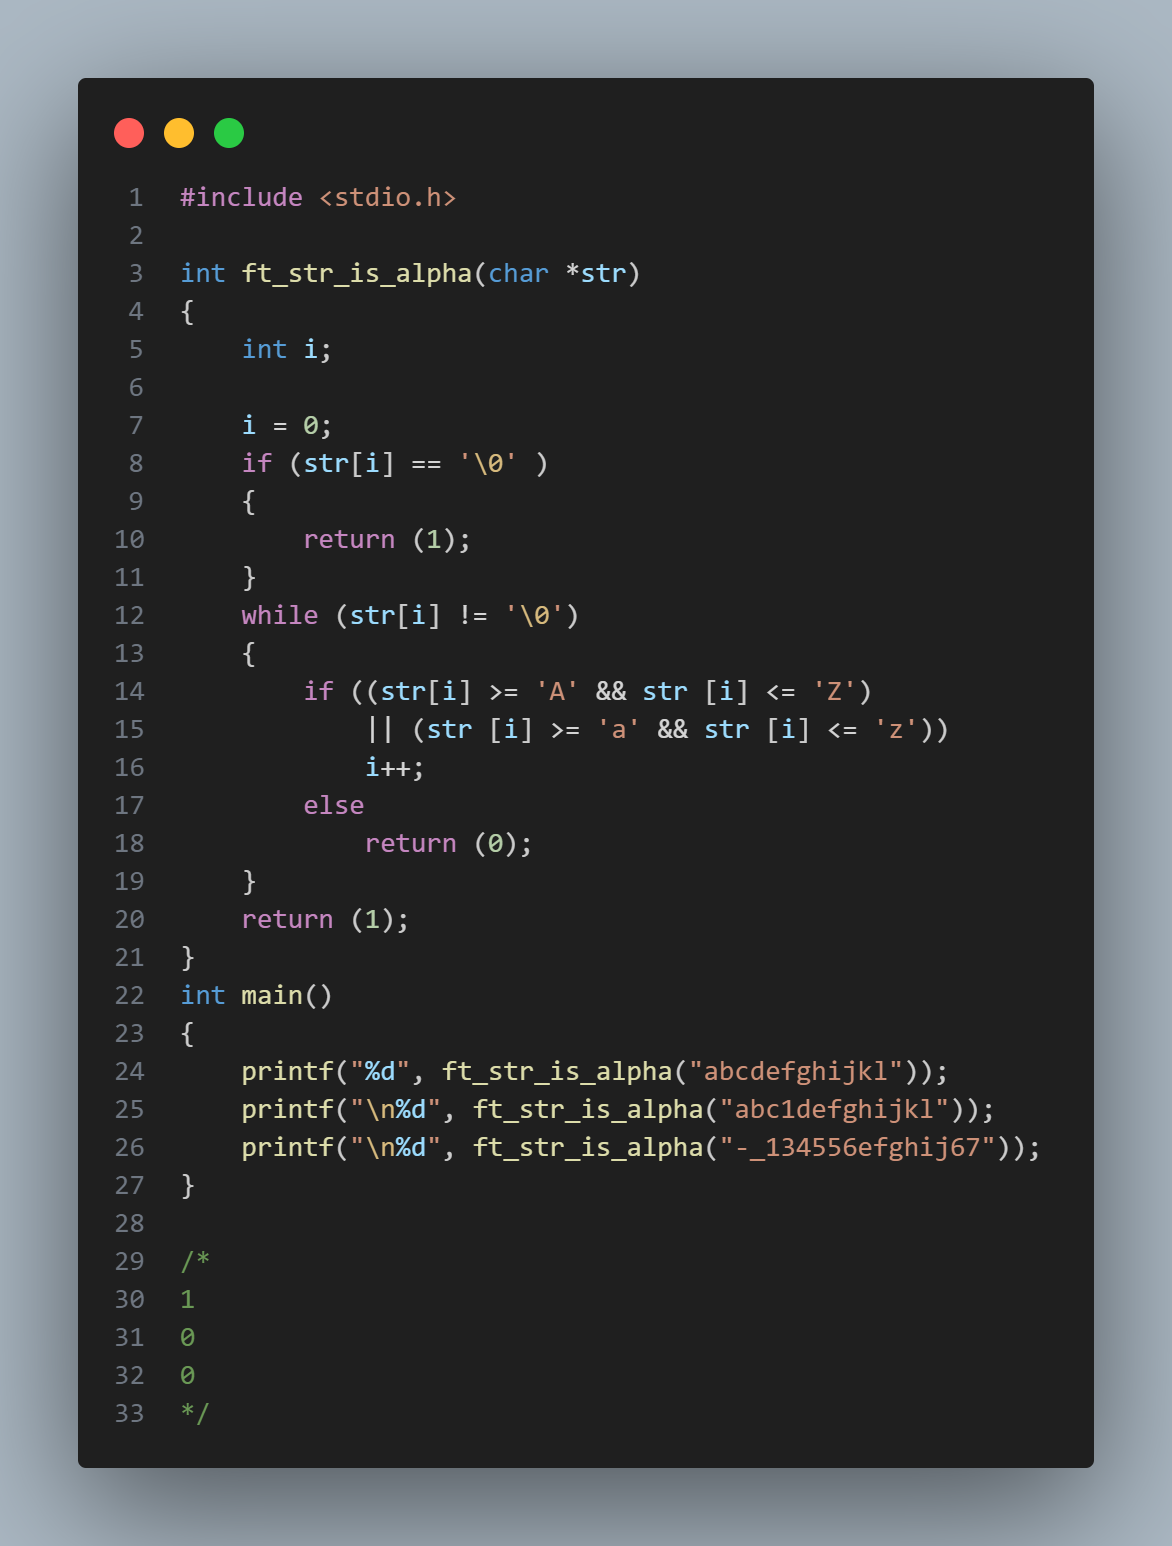 1 #include <stdio.h>
2
3 int ft_str_is_alpha(char *str)
4 {
5     int i;
6
7     i = 0;
8     if (str[i] == '\0' )
9     {
10         return (1);
11     }
12     while (str[i] != '\0')
13     {
14         if ((str[i] >= 'A' && str [i] <= 'Z')
15             || (str [i] >= 'a' && str [i] <= 'z'))
16             i++;
17         else
18             return (0);
19     }
20     return (1);
21 }
22 int main()
23 {
24     printf("%d", ft_str_is_alpha("abcdefghijkl"));
25     printf("\n%d", ft_str_is_alpha("abc1defghijkl"));
26     printf("\n%d", ft_str_is_alpha("-_134556efghij67"));
27 }
28
29 /*
30 1
31 0
32 0
33 */